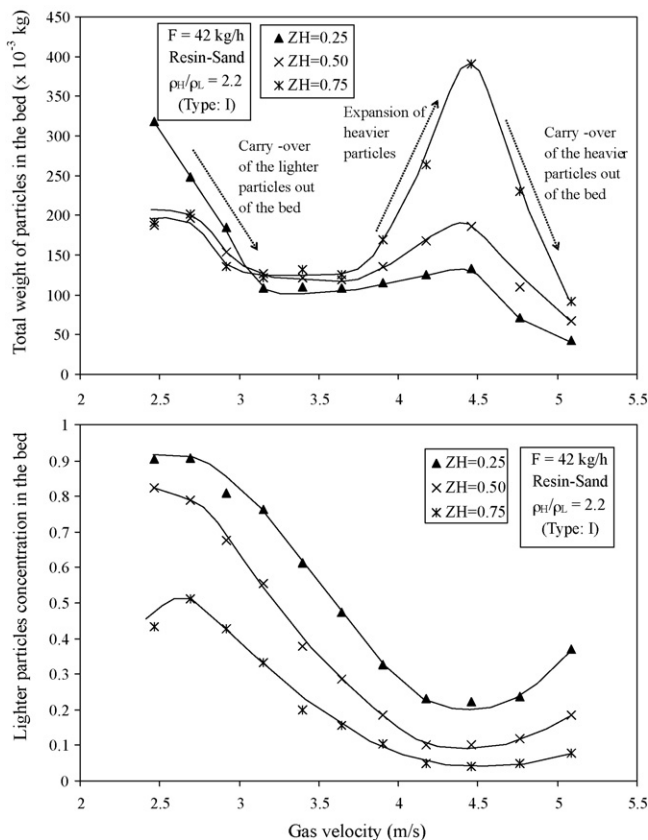 Total weight of particles in the bed (x 10⁻³ kg)
450
400
350
300
250
200
150
100
50
0
F = 42 kg/h
Resin-Sand
ρH/ρL = 2.2
(Type: I)
ZH=0.25
ZH=0.50
ZH=0.75
Carry -over
of the lighter
particles out
of the bed
Expansion of
heavier
particles
Carry -over
of the heavier
particles out
of the bed
2 2.5 3 3.5 4 4.5 5 5.5
Lighter particles concentration in the bed
1
0.9
0.8
0.7
0.6
0.5
0.4
0.3
0.2
0.1
0
ZH=0.25
ZH=0.50
ZH=0.75
F = 42 kg/h
Resin-Sand
ρH/ρL = 2.2
(Type: I)
2 2.5 3 3.5 4 4.5 5 5.5
Gas velocity (m/s)